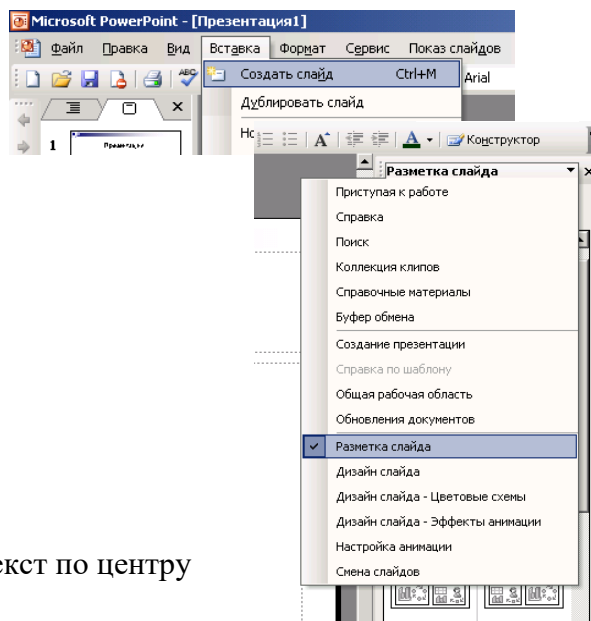 Microsoft PowerPoint - [Презентация1]
Файл Правка Вид Вставка Формат Сервис Показ слайдов
Создать слайд Ctrl+M Arial
Дублировать слайд
1 Презентация
Конструктор
Разметка слайда
Приступая к работе
Справка
Поиск
Коллекция клипов
Справочные материалы
Буфер обмена
Создание презентации
Справка по шаблону
Общая рабочая область
Обновления документов
Разметка слайда
Дизайн слайда
Дизайн слайда - Цветовые схемы
Дизайн слайда - Эффекты анимации
Настройка анимации
Смена слайдов
екст по центру